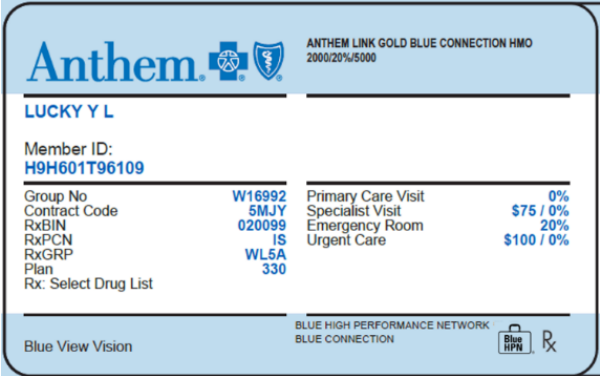 Anthem
ANTHEM LINK GOLD BLUE CONNECTION HMO
2000/20%/5000
LUCKY Y L
Member ID:
H9H601T96109
Group No W16992
Contract Code 5MJY
RxBIN 020099
RxPCN IS
RxGRP WL5A
Plan 330
Rx: Select Drug List
Primary Care Visit 0%
Specialist Visit $75 / 0%
Emergency Room 20%
Urgent Care $100 / 0%
Blue View Vision
BLUE HIGH PERFORMANCE NETWORK
BLUE CONNECTION
Blue
HPN
Rx